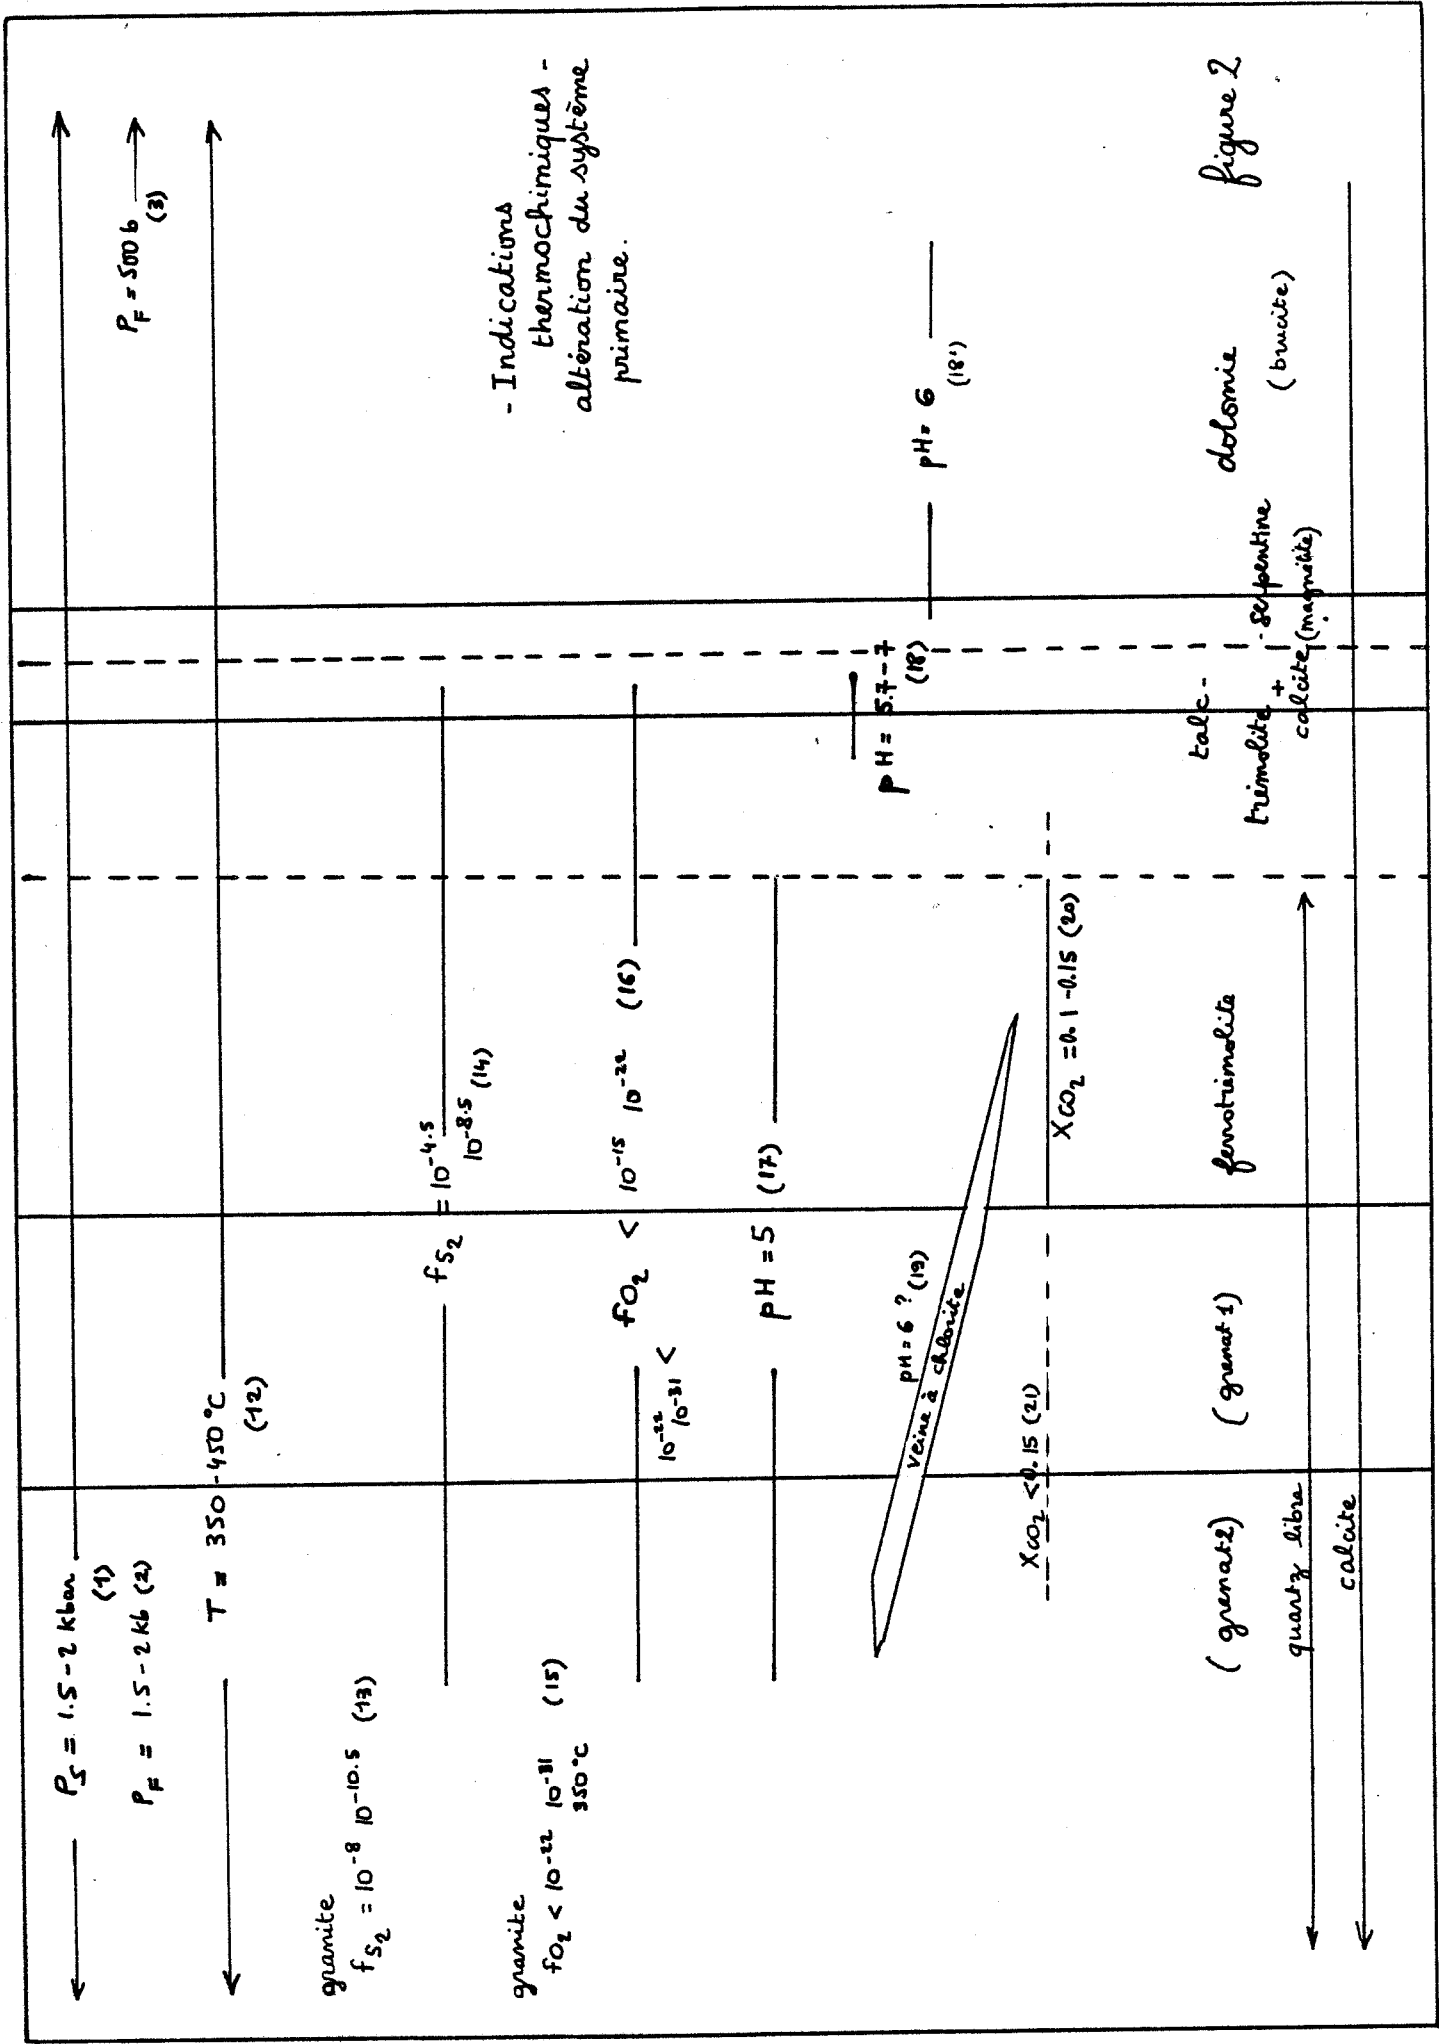 P_S = 1.5-2 kbar
(1)
P_F = 1.5-2 kb (2)
P_F = 500 b
(3)
T = 350-450°C
(12)
granite
f_S2 = 10^-8 10^-10.5 (13)
f_S2 = 10^-4.5
10^-8.5 (14)
- Indications
thermochimiques -
altération du système
primaire.
granite
fO2 < 10^-22 10^-31 (15)
350°C
fO2 < 10^-15 10^-22 (16)
10^-22 10^-31 <
pH = 5 (17)
pH = 5.7-7
(18)
pH = 6
(18')
pH = 6 ? (19)
veine à chlorite
XCO2 < 0.15 (21)
XCO2 = 0.1-0.15 (20)
(grenat 2)
(grenat 1)
ferrotrémolite
talc -
trémolite - serpentine
+
calcite (magnétite)
dolomie
(brucite)
figure 2
quartz libre
calcite